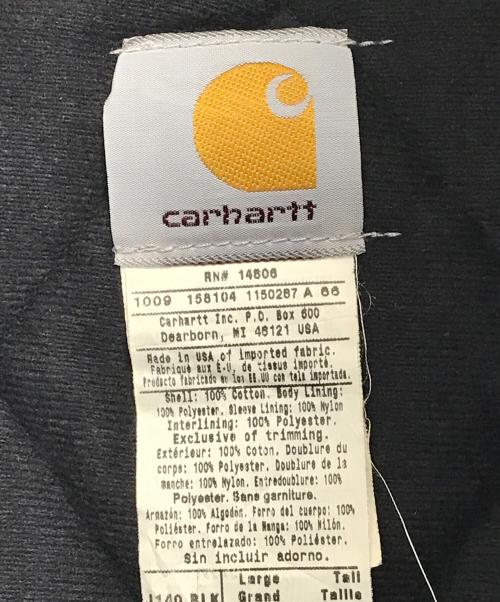 carhartt
RN# 14806
1009 158104 1150287 A 66
Carhartt Inc. P.O. Box 600
Dearborn, MI 48121 USA
Made in USA of imported fabric.
Fabriqué aux É.U. de tissus importé.
Producto fabricado en los EE.UU con tela importada.
Shell: 100% Cotton. Body Lining:
100% Polyester. Sleeve Lining: 100% Nylon
Interlining: 100% Polyester.
Exclusive of trimming.
Extérieur: 100% Coton. Doublure du
corps: 100% Polyester. Doublure de la
manche: 100% Nylon. Entredoublure: 100%
Polyester. Sans garniture.
Armazón: 100% Algodon. Forro del cuerpo: 100%
Poliéster. Forro de la Manga: 100% Nilón.
Forro entrelazado: 100% Poliéster.
Sin incluir adorno.
Large Tall
J140 BLK Grand Taille